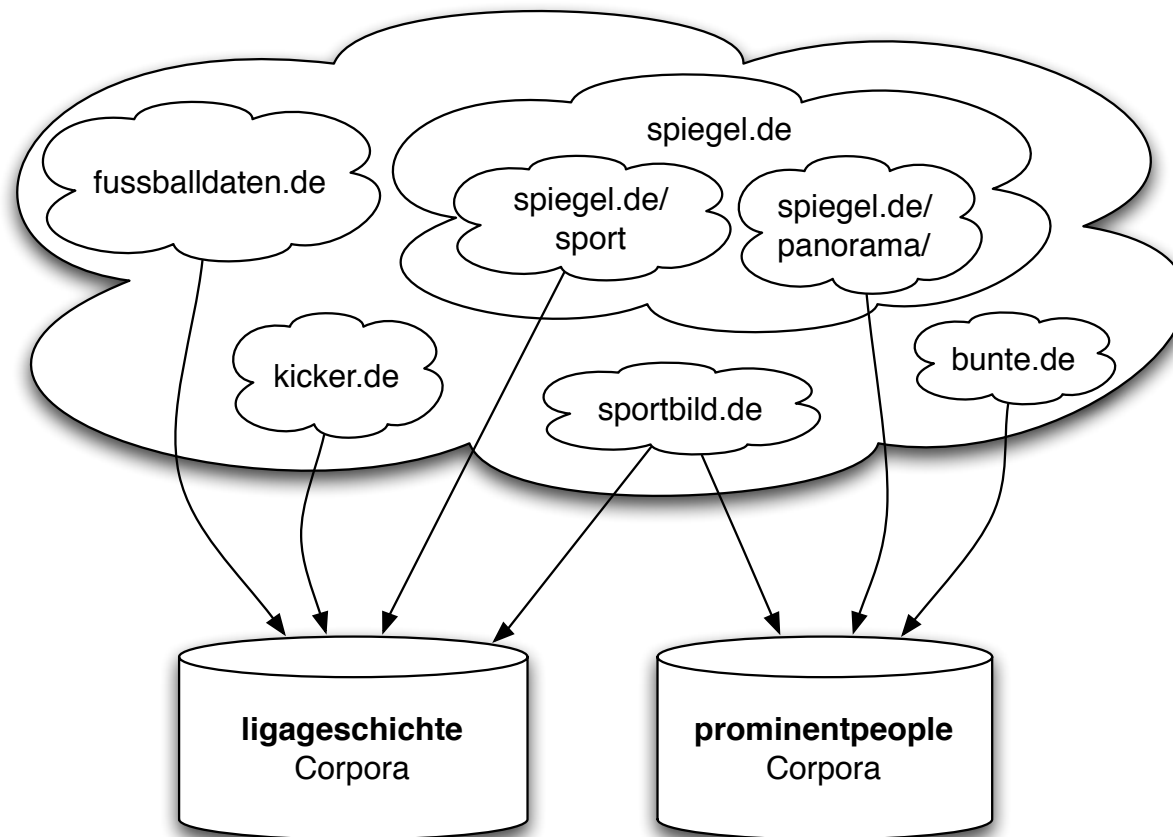 spiegel.de
fussballdaten.de
spiegel.de/
sport
spiegel.de/
panorama/
kicker.de
sportbild.de
bunte.de
ligageschichte
Corpora
prominentpeople
Corpora